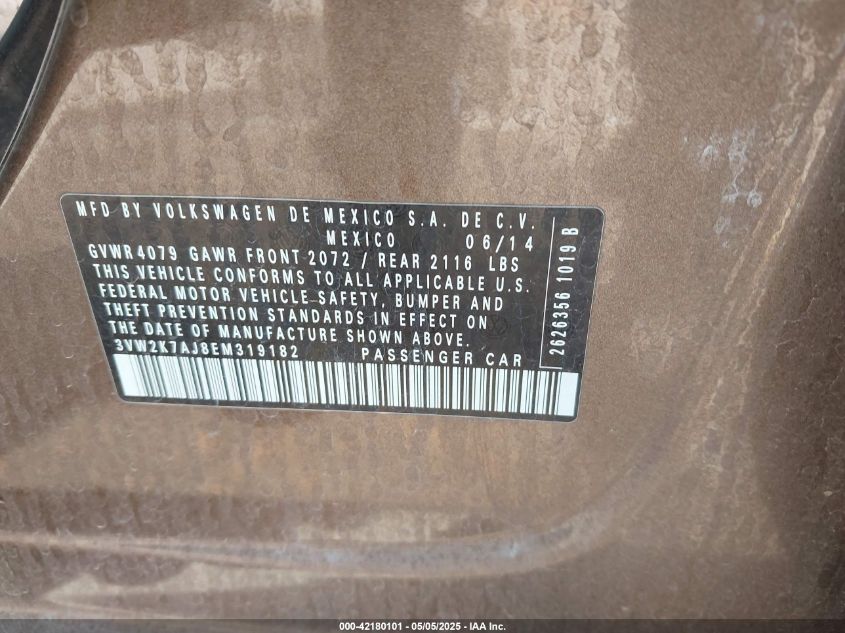 MFD BY VOLKSWAGEN DE MEXICO S.A. DE C.V.
MEXICO 06/14
GVWR 4079 GAWR FRONT 2072 / REAR 2116 LBS
THIS VEHICLE CONFORMS TO ALL APPLICABLE U.S.
FEDERAL MOTOR VEHICLE SAFETY, BUMPER AND
THEFT PREVENTION STANDARDS IN EFFECT ON
THE DATE OF MANUFACTURE SHOWN ABOVE.
3VW2K7AJ8EM319182 PASSENGER CAR
2626356 1019 B
000-42180101 - 05/05/2025 - IAA Inc.